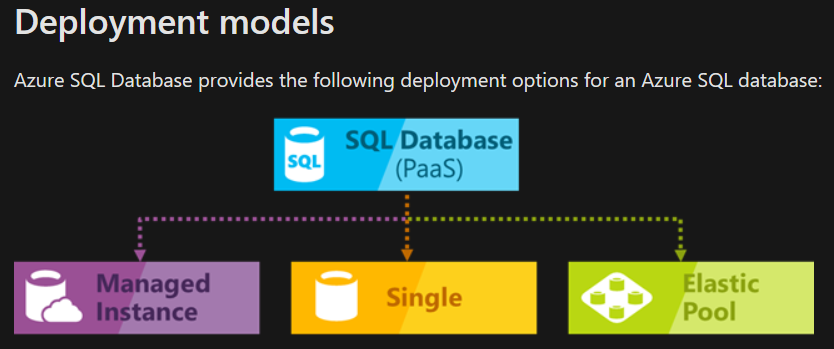 Deployment models
Azure SQL Database provides the following deployment options for an Azure SQL database:
SQL
SQL Database
(PaaS)
Managed
Instance
Single
Elastic
Pool